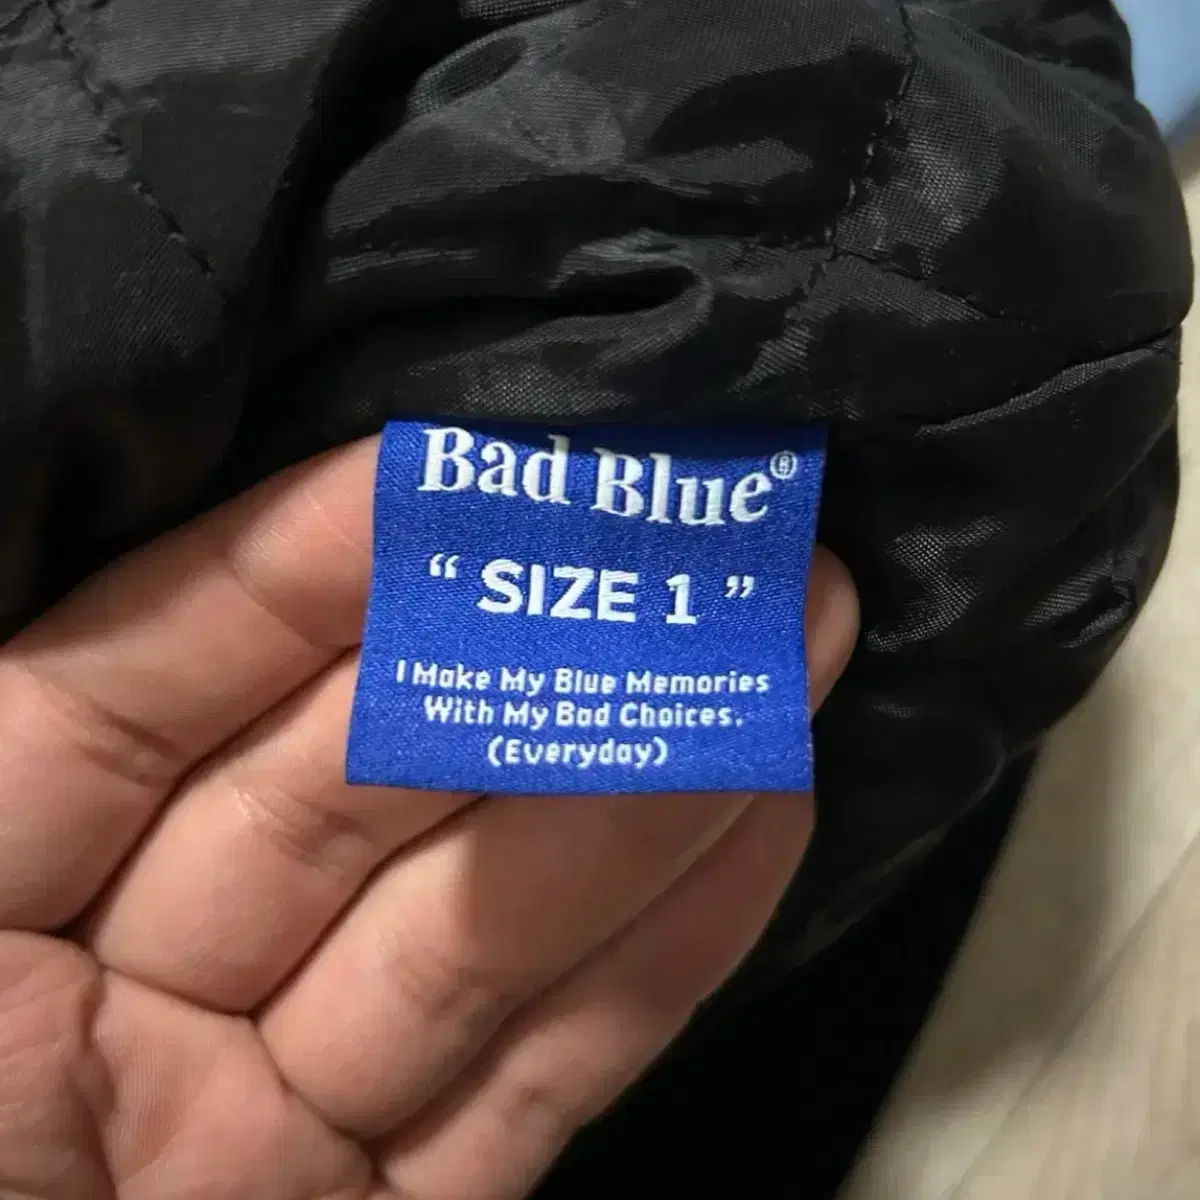 Bad Blue®
“ SIZE 1 ”
I Make My Blue Memories
With My Bad Choices.
(Everyday)